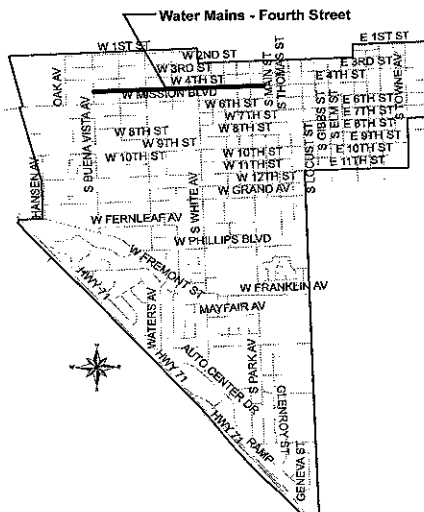 Water Mains - Fourth Street
W 1ST ST
E 1ST ST
W 2ND ST
W 3RD ST
E 3RD ST
W 4TH ST
E 4TH ST
W MISSION BLVD
OAK AV
S MAIN ST
S THOMAS ST
S TOWNE AV
W 6TH ST
E 6TH ST
W 7TH ST
E 7TH ST
W 8TH ST
W 8TH ST
E 8TH ST
S GIBBS ST
S ELM ST
W 9TH ST
E 9TH ST
W 10TH ST
W 10TH ST
E 10TH ST
W 11TH ST
E 11TH ST
W 12TH ST
W GRAND AV
S BUENA VISTA AV
HANSEN AV
S WHITE AV
S LOCUST ST
W FERNLEAF AV
W PHILLIPS BLVD
W FREMONT ST
HWY 71
W FRANKLIN AV
MAYFAIR AV
WATERS AV
AUTO CENTER DR
HWY 71
S PARK AV
GLENROY ST
HWY 71 RAMP
GENEVA ST